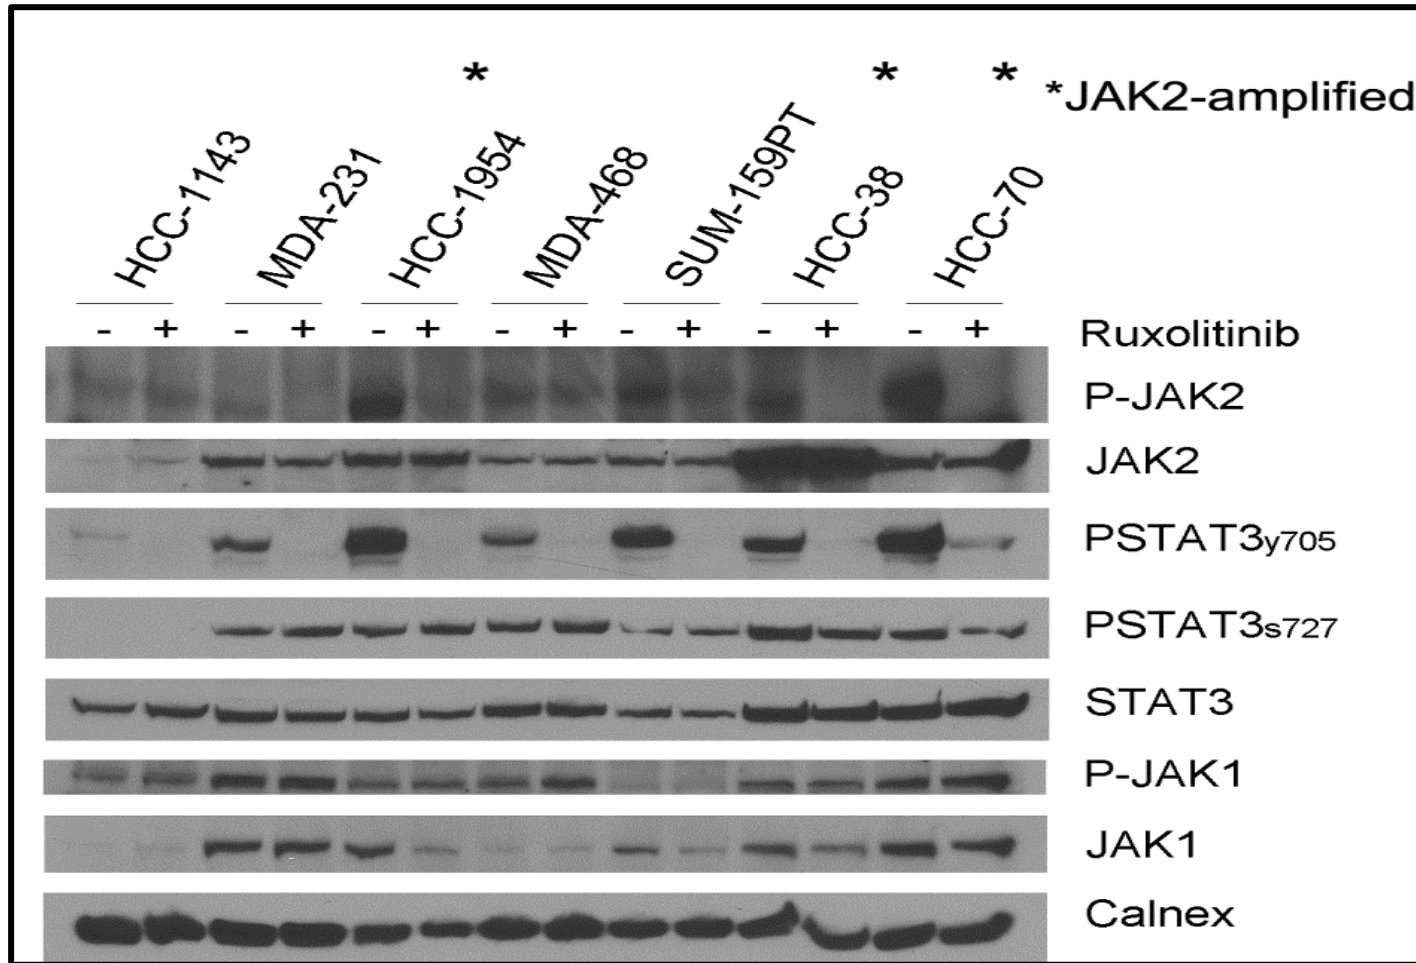 * * *
*JAK2-amplified
HCC-1143 MDA-231 HCC-1954 MDA-468 SUM-159PT HCC-38 HCC-70
- + - + - + - + - + - + - + Ruxolitinib
P-JAK2
JAK2
PSTAT3y705
PSTAT3s727
STAT3
P-JAK1
JAK1
Calnex